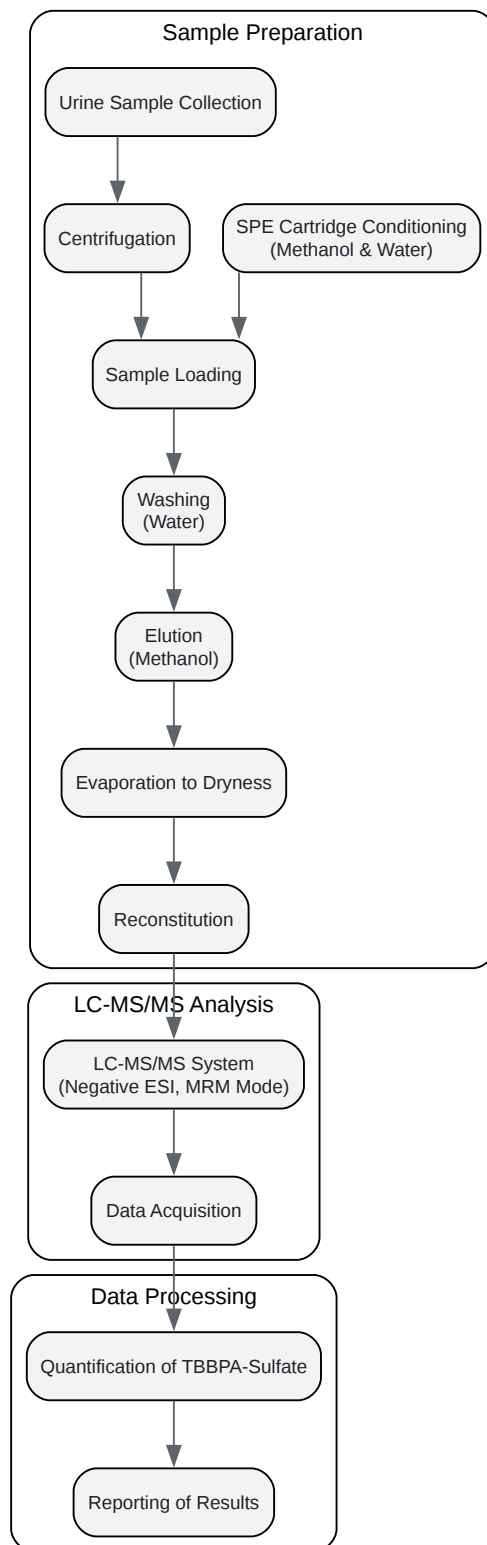 Sample Preparation
Urine Sample Collection
Centrifugation
SPE Cartridge Conditioning
(Methanol & Water)
Sample Loading
Washing
(Water)
Elution
(Methanol)
Evaporation to Dryness
Reconstitution
LC-MS/MS Analysis
LC-MS/MS System
(Negative ESI, MRM Mode)
Data Acquisition
Data Processing
Quantification of TBBPA-Sulfate
Reporting of Results